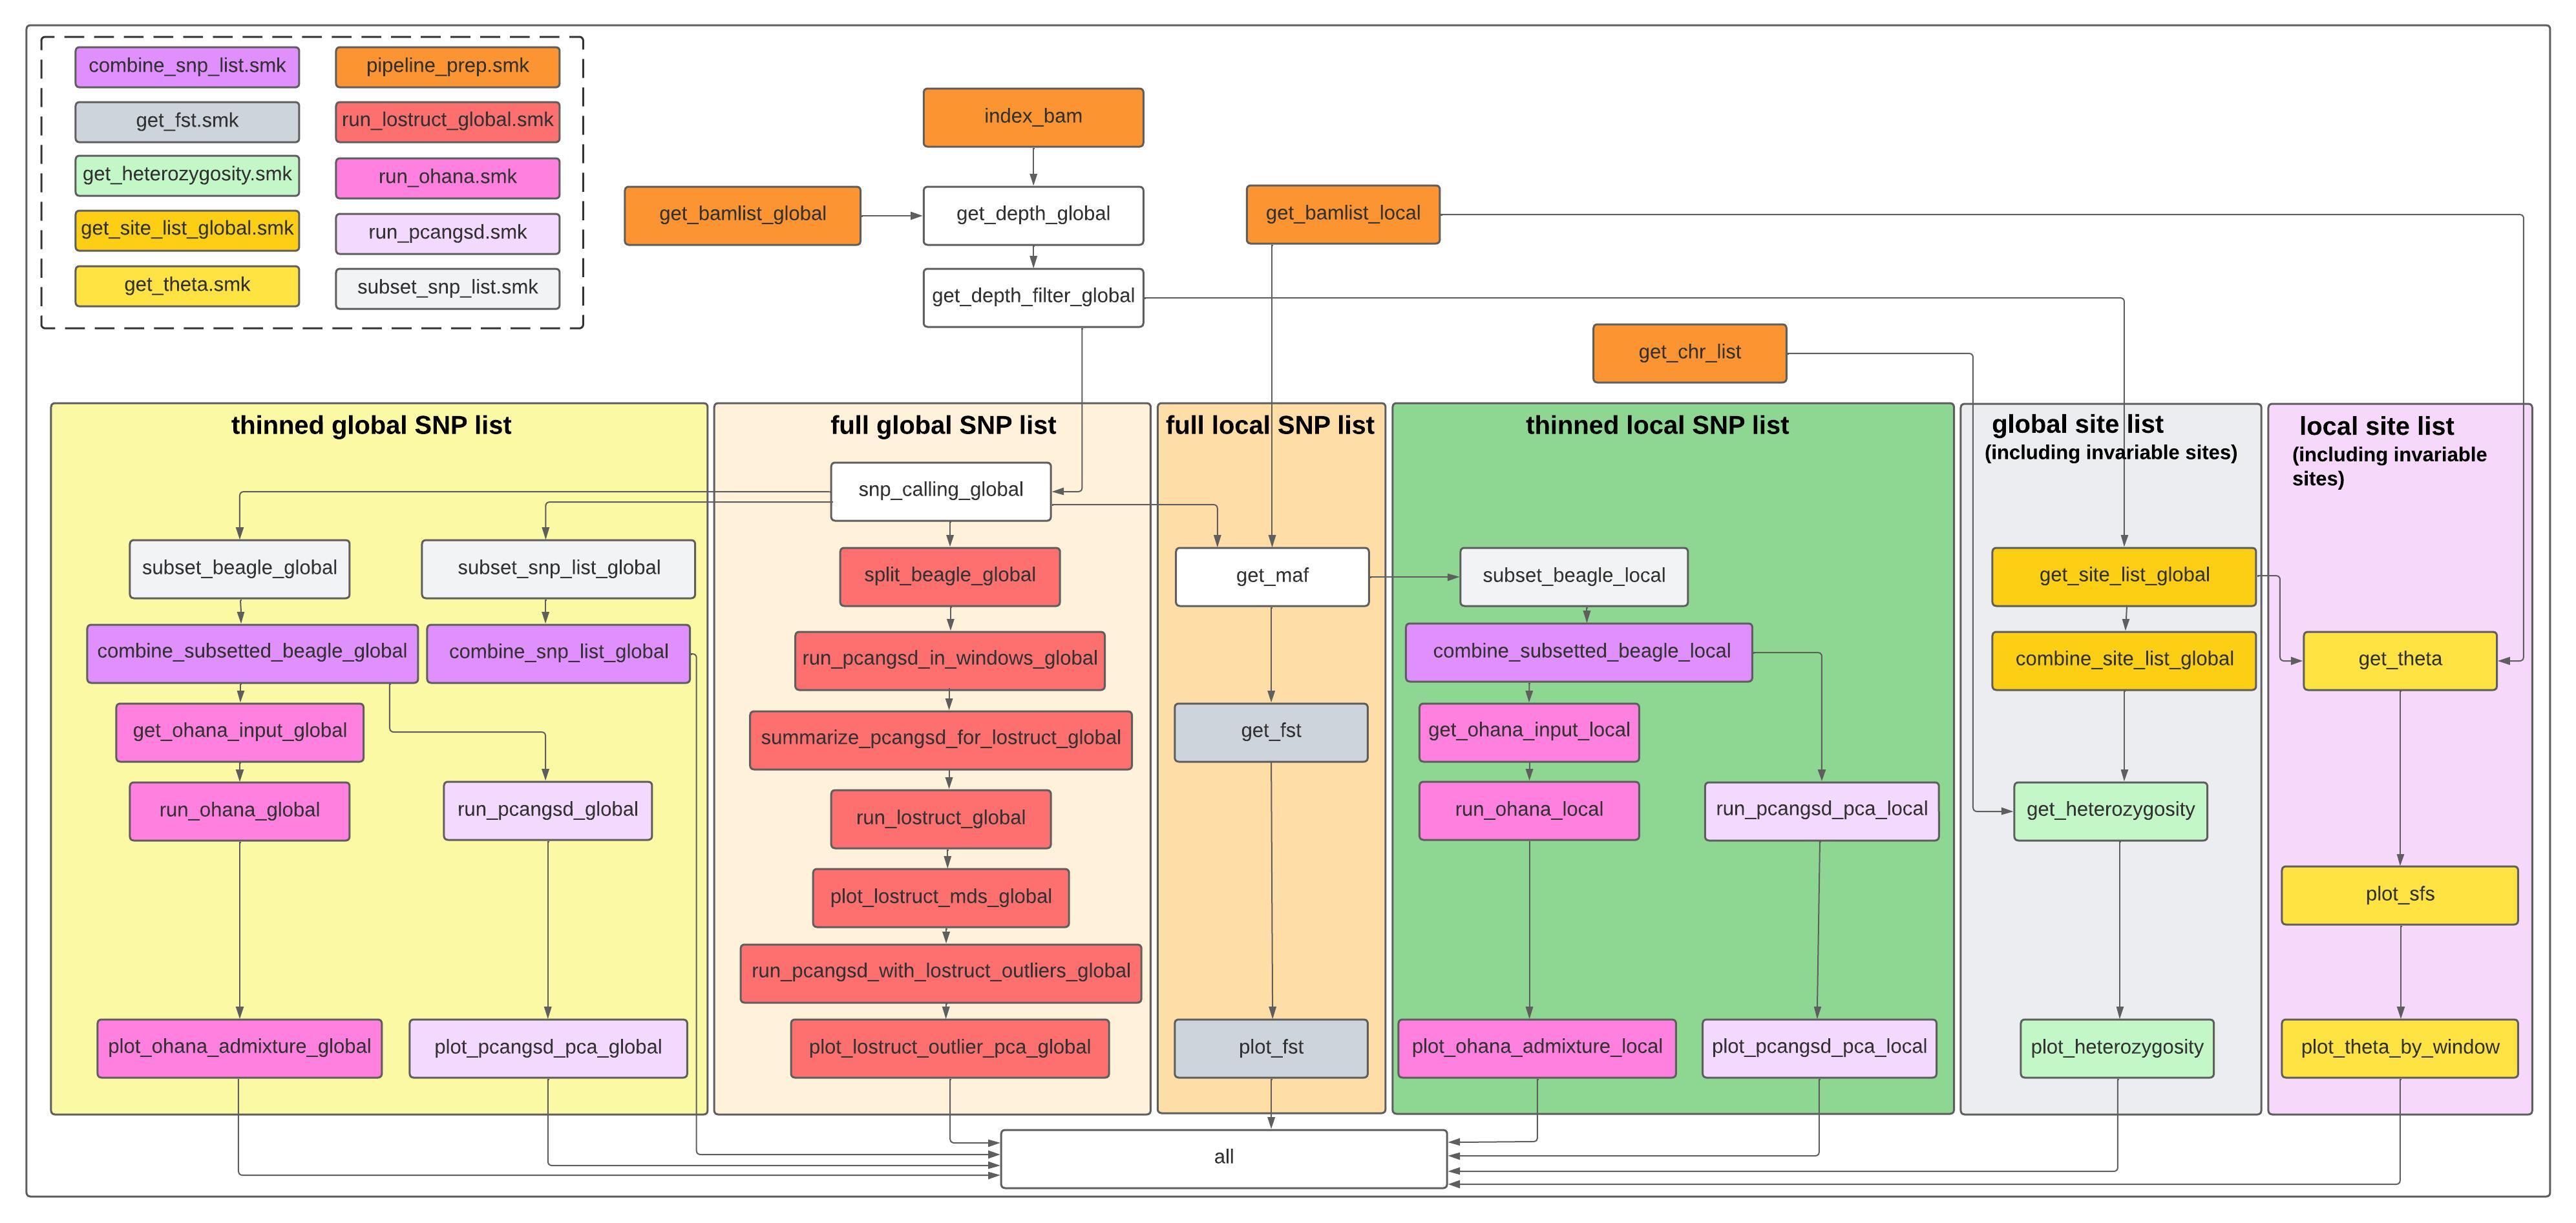 combine_snp_list.smk
pipeline_prep.smk
get_fst.smk
run_lostruct_global.smk
get_heterozygosity.smk
run_ohana.smk
get_site_list_global.smk
run_pcangsd.smk
get_theta.smk
subset_snp_list.smk
index_bam
get_bamlist_global
get_depth_global
get_bamlist_local
get_depth_filter_global
get_chr_list
thinned global SNP list
subset_beagle_global
subset_snp_list_global
combine_subsetted_beagle_global
combine_snp_list_global
get_ohana_input_global
run_ohana_global
run_pcangsd_global
plot_ohana_admixture_global
plot_pcangsd_pca_global
full global SNP list
snp_calling_global
split_beagle_global
run_pcangsd_in_windows_global
summarize_pcangsd_for_lostruct_global
run_lostruct_global
plot_lostruct_mds_global
run_pcangsd_with_lostruct_outliers_global
plot_lostruct_outlier_pca_global
full local SNP list
get_maf
get_fst
plot_fst
thinned local SNP list
subset_beagle_local
combine_subsetted_beagle_local
get_ohana_input_local
run_ohana_local
run_pcangsd_pca_local
plot_ohana_admixture_local
plot_pcangsd_pca_local
global site list
(including invariable sites)
get_site_list_global
combine_site_list_global
get_heterozygosity
plot_heterozygosity
local site list
(including invariable
sites)
get_theta
plot_sfs
plot_theta_by_window
all